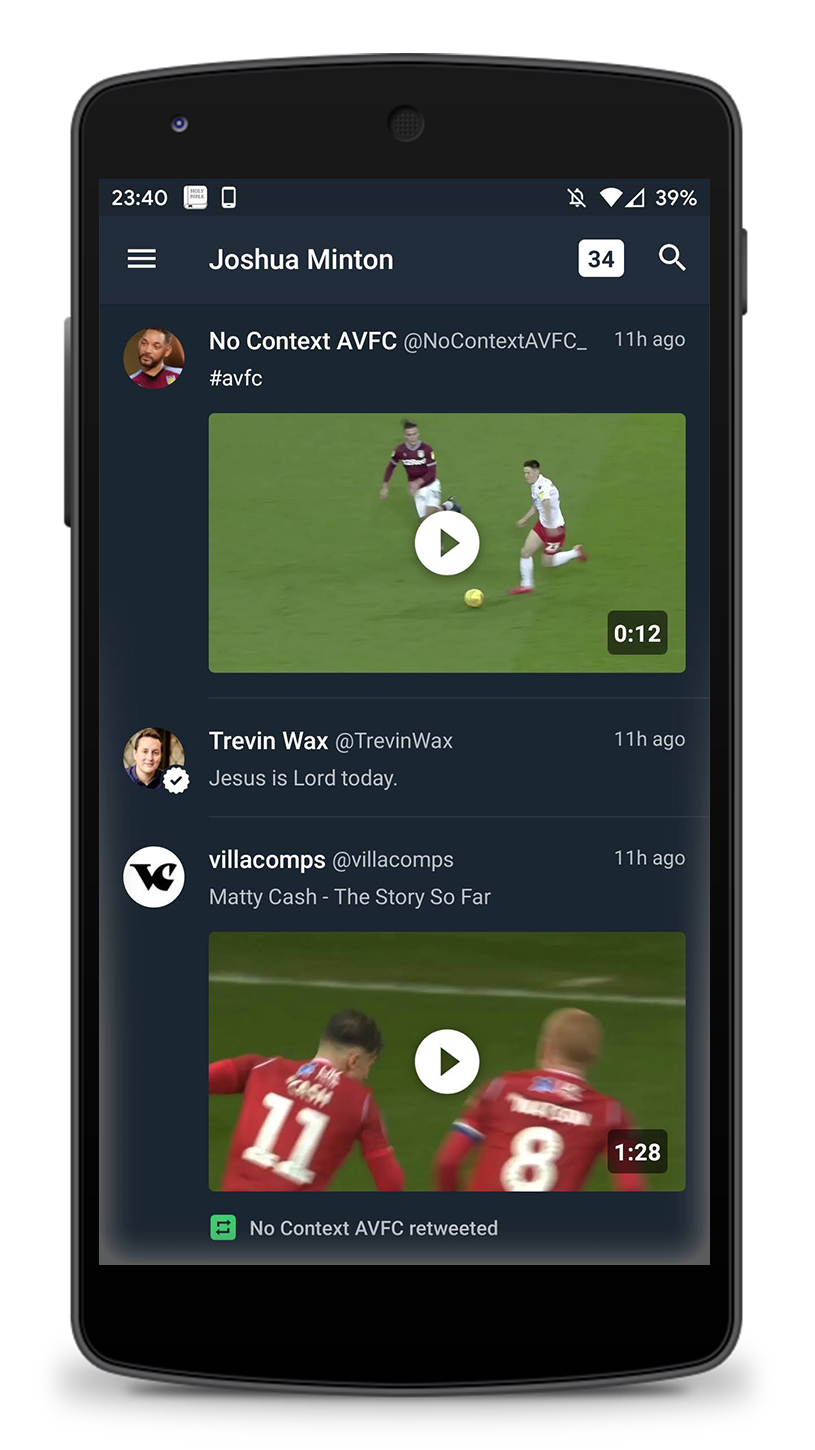 23:40 HOLY BIBLE 39%
Joshua Minton 34
No Context AVFC @NoContextAVFC_ 11h ago
#avfc
0:12
Trevin Wax @TrevinWax 11h ago
Jesus is Lord today.
villacomps @villacomps 11h ago
VC
Matty Cash - The Story So Far
CASH
11
8
1:28
No Context AVFC retweeted